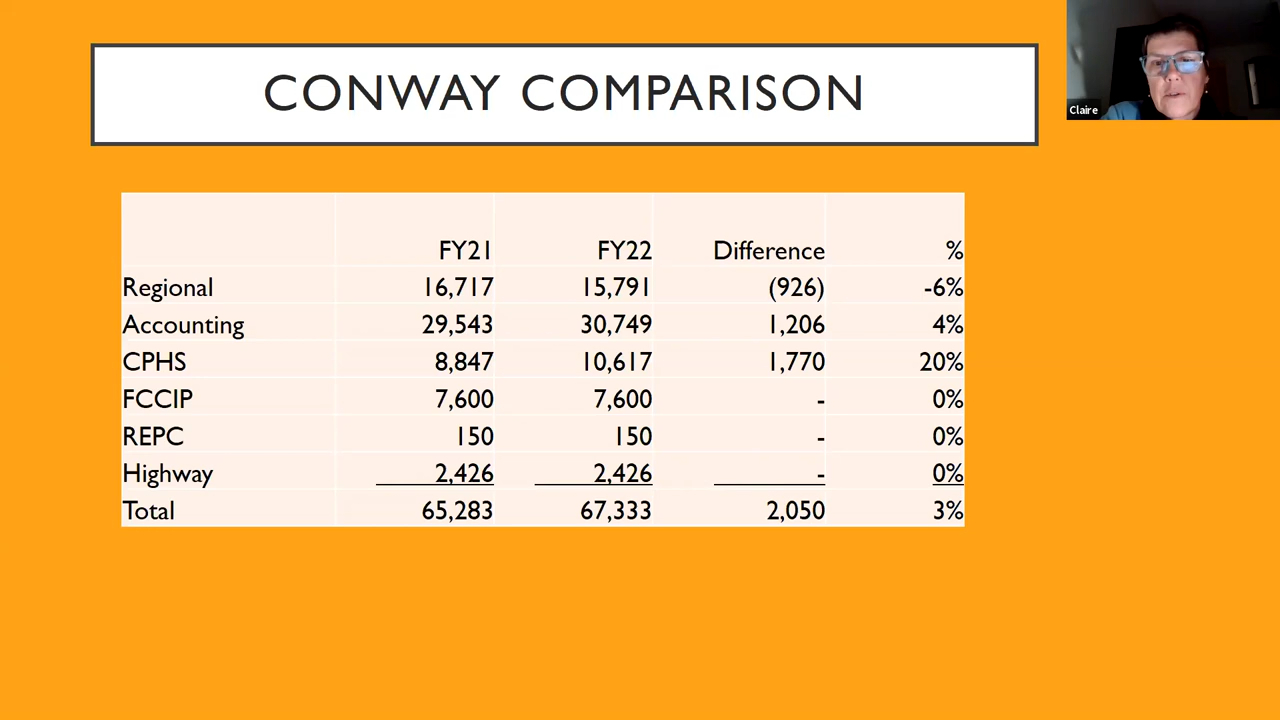 CONWAY COMPARISON
Claire
FY21 FY22 Difference %
Regional 16,717 15,791 (926) -6%
Accounting 29,543 30,749 1,206 4%
CPHS 8,847 10,617 1,770 20%
FCCIP 7,600 7,600 - 0%
REPC 150 150 - 0%
Highway 2,426 2,426 - 0%
Total 65,283 67,333 2,050 3%